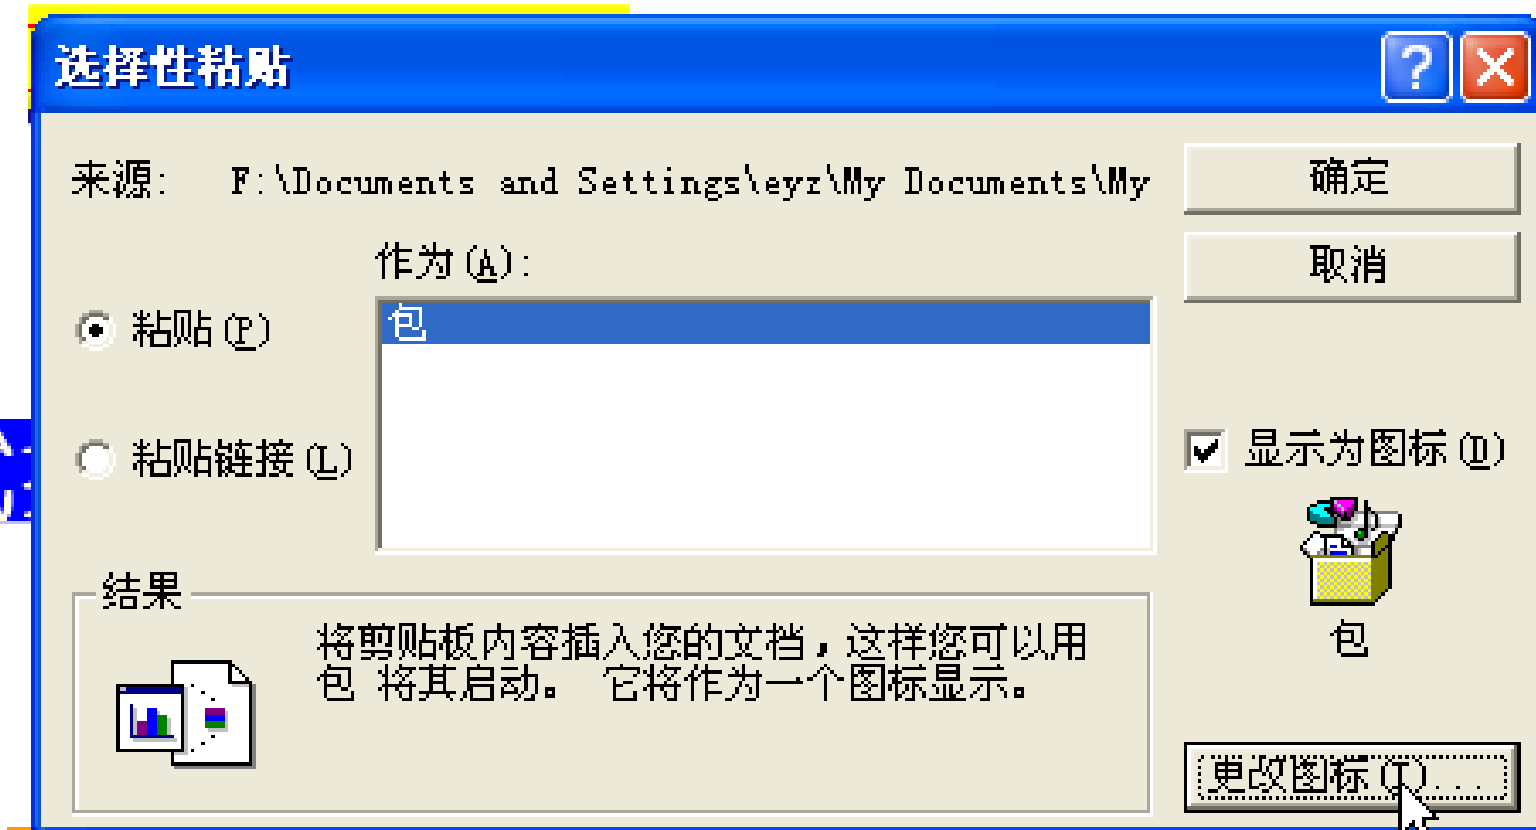 选择性粘贴
来源: F:\Documents and Settings\eyz\My Documents\My
确定
取消
作为(A):
包
粘贴(P)
粘贴链接(L)
显示为图标(D)
包
结果
将剪贴板内容插入您的文档，这样您可以用
包 将其启动。 它将作为一个图标显示。
更改图标(I)...